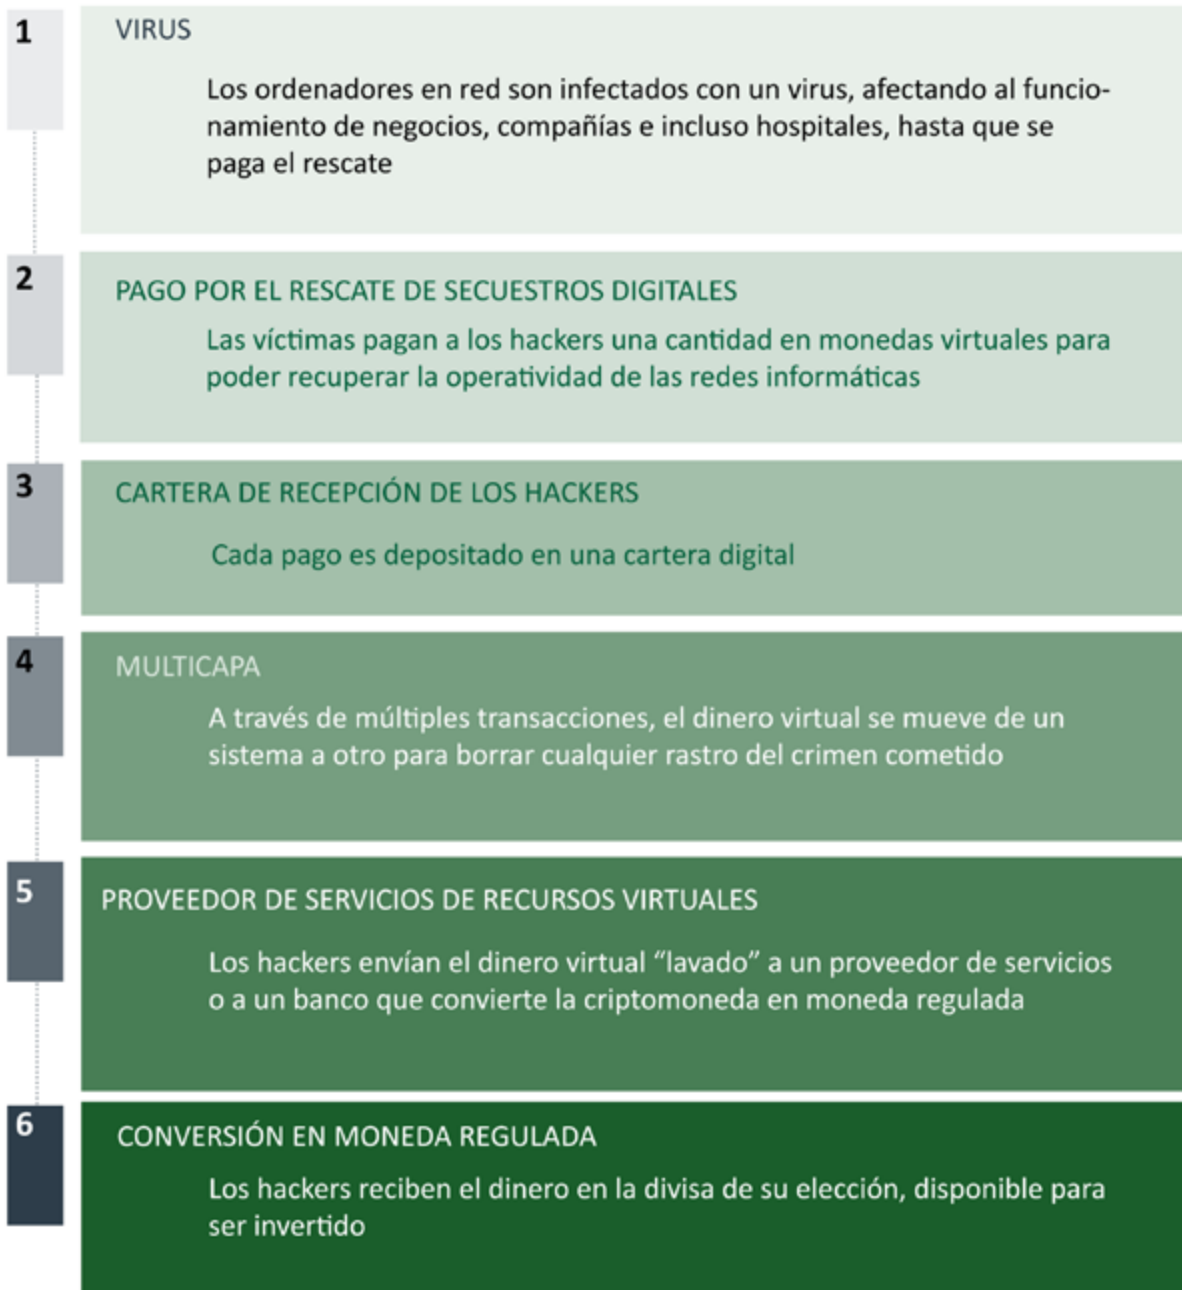 1
VIRUS
Los ordenadores en red son infectados con un virus, afectando al funcio-
namiento de negocios, compañías e incluso hospitales, hasta que se
paga el rescate
2
PAGO POR EL RESCATE DE SECUESTROS DIGITALES
Las víctimas pagan a los hackers una cantidad en monedas virtuales para
poder recuperar la operatividad de las redes informáticas
3
CARTERA DE RECEPCIÓN DE LOS HACKERS
Cada pago es depositado en una cartera digital
4
MULTICAPA
A través de múltiples transacciones, el dinero virtual se mueve de un
sistema a otro para borrar cualquier rastro del crimen cometido
5
PROVEEDOR DE SERVICIOS DE RECURSOS VIRTUALES
Los hackers envían el dinero virtual “lavado” a un proveedor de servicios
o a un banco que convierte la criptomoneda en moneda regulada
6
CONVERSIÓN EN MONEDA REGULADA
Los hackers reciben el dinero en la divisa de su elección, disponible para
ser invertido